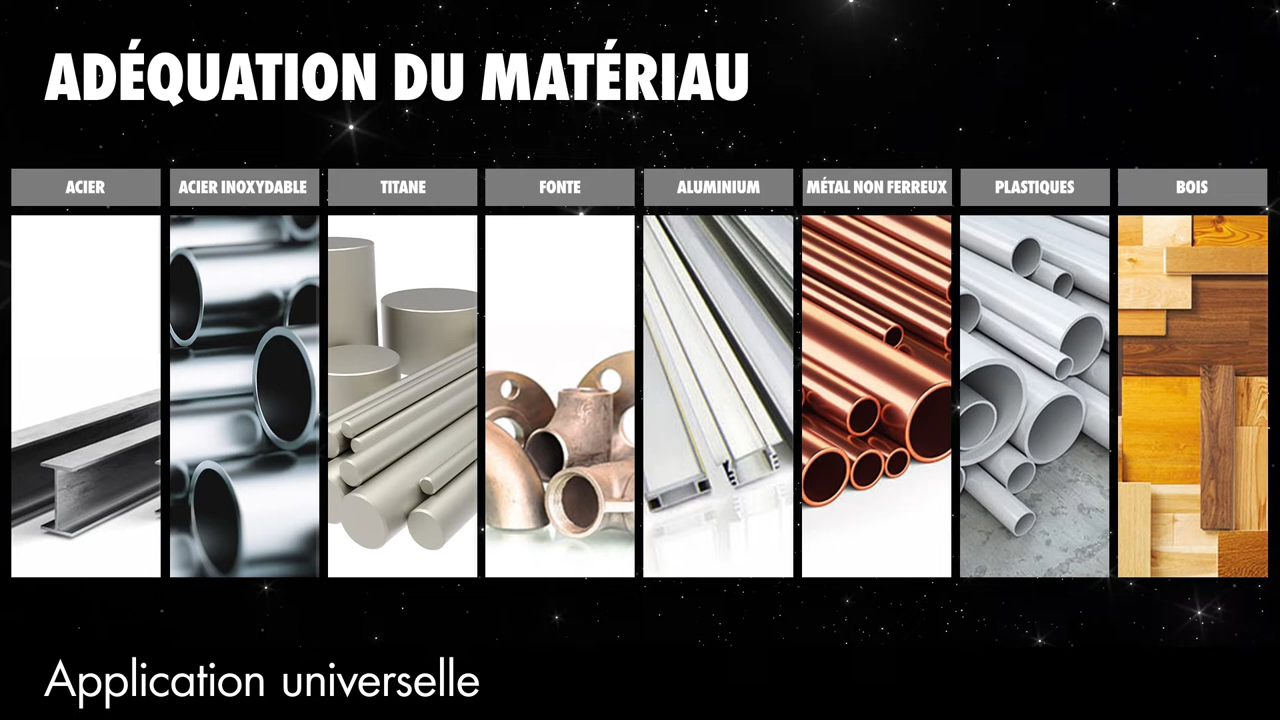 ADÉQUATION DU MATÉRIAU
ACIER
ACIER INOXYDABLE
TITANE
FONTE
ALUMINIUM
MÉTAL NON FERREUX
PLASTIQUES
BOIS
Application universelle